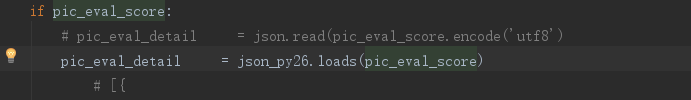 if pic_eval_score:
# pic_eval_detail = json.read(pic_eval_score.encode('utf8')
pic_eval_detail = json_py26.loads(pic_eval_score)
# [{